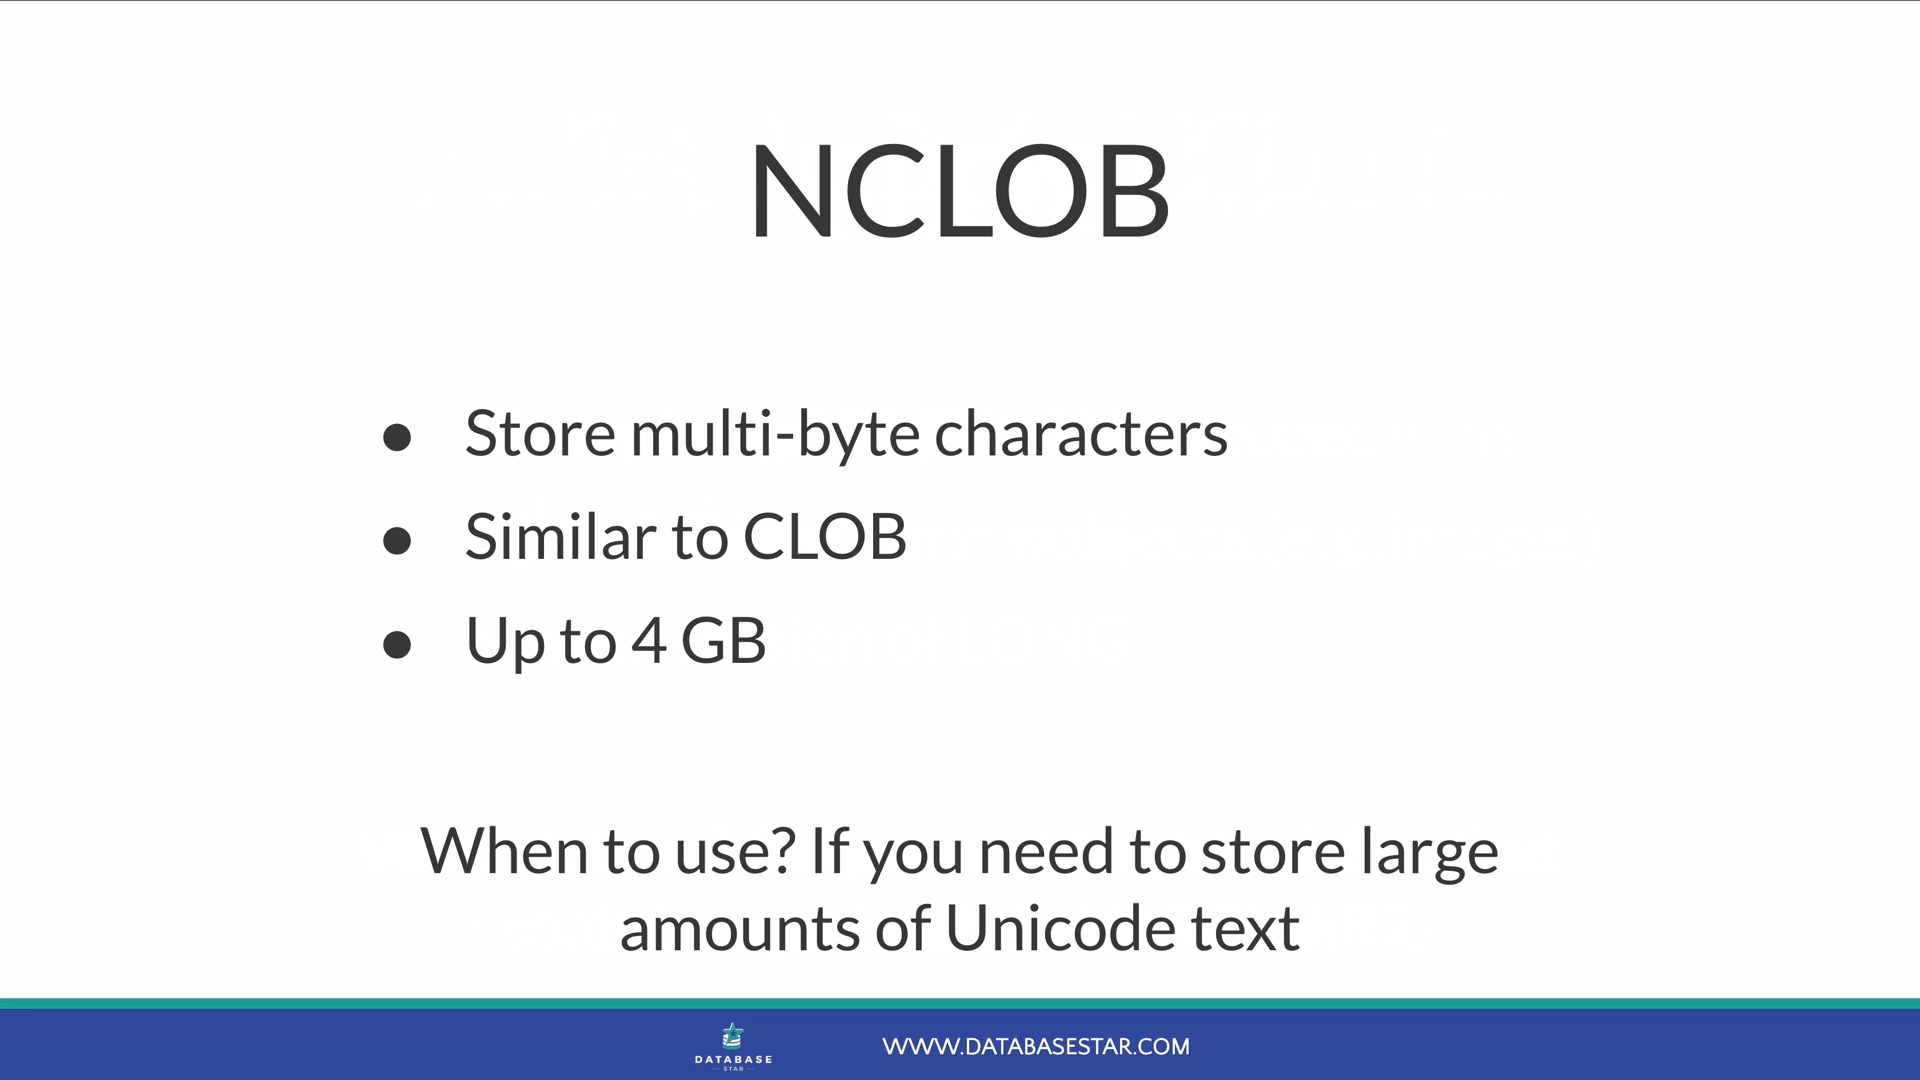 NCLOB
● Store multi-byte characters
● Similar to CLOB
● Up to 4 GB
When to use? If you need to store large
amounts of Unicode text
DATABASE
STAR
WWW.DATABASESTAR.COM